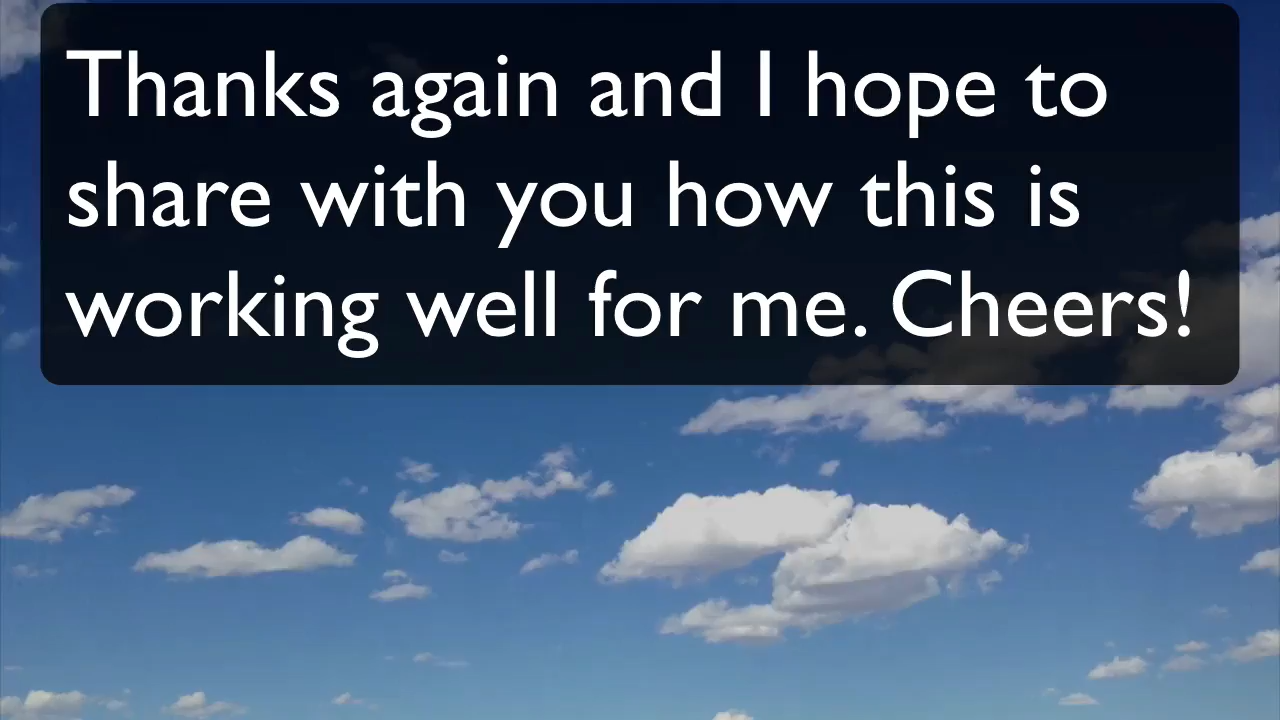 Thanks again and I hope to
share with you how this is
working well for me. Cheers!